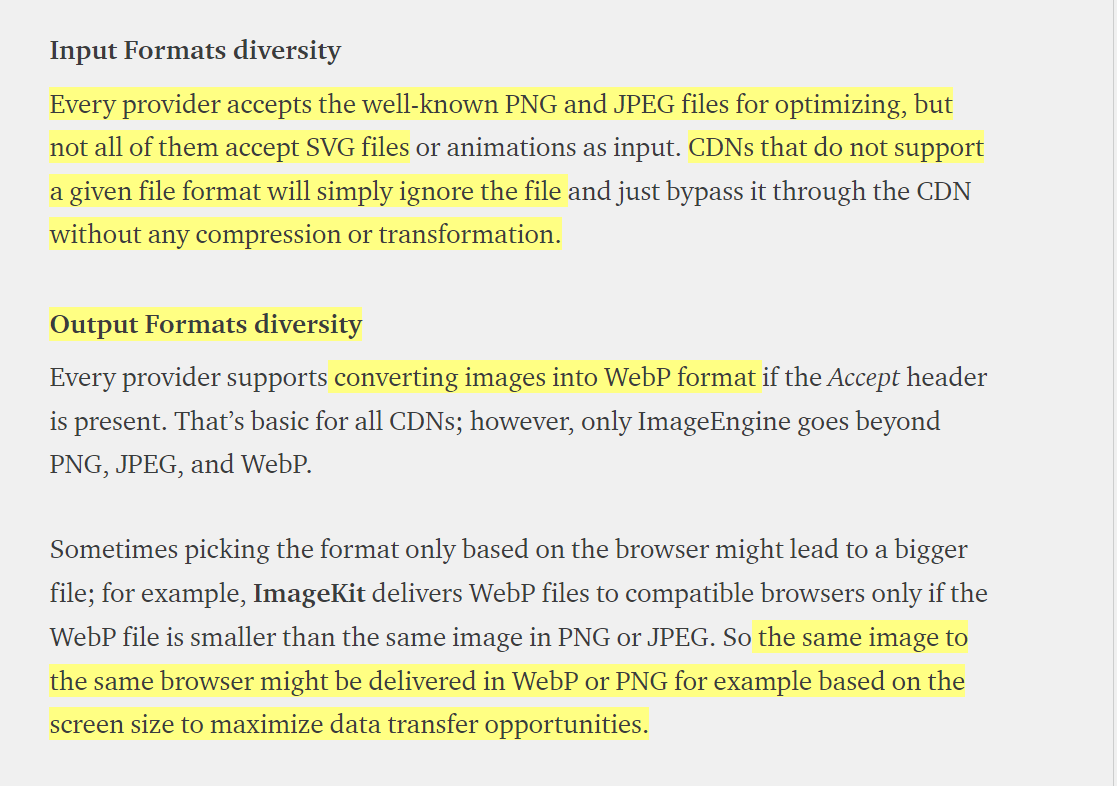 Input Formats diversity
Every provider accepts the well-known PNG and JPEG files for optimizing, but
not all of them accept SVG files or animations as input. CDNs that do not support
a given file format will simply ignore the file and just bypass it through the CDN
without any compression or transformation.
Output Formats diversity
Every provider supports converting images into WebP format if the Accept header
is present. That’s basic for all CDNs; however, only ImageEngine goes beyond
PNG, JPEG, and WebP.
Sometimes picking the format only based on the browser might lead to a bigger
file; for example, ImageKit delivers WebP files to compatible browsers only if the
WebP file is smaller than the same image in PNG or JPEG. So the same image to
the same browser might be delivered in WebP or PNG for example based on the
screen size to maximize data transfer opportunities.